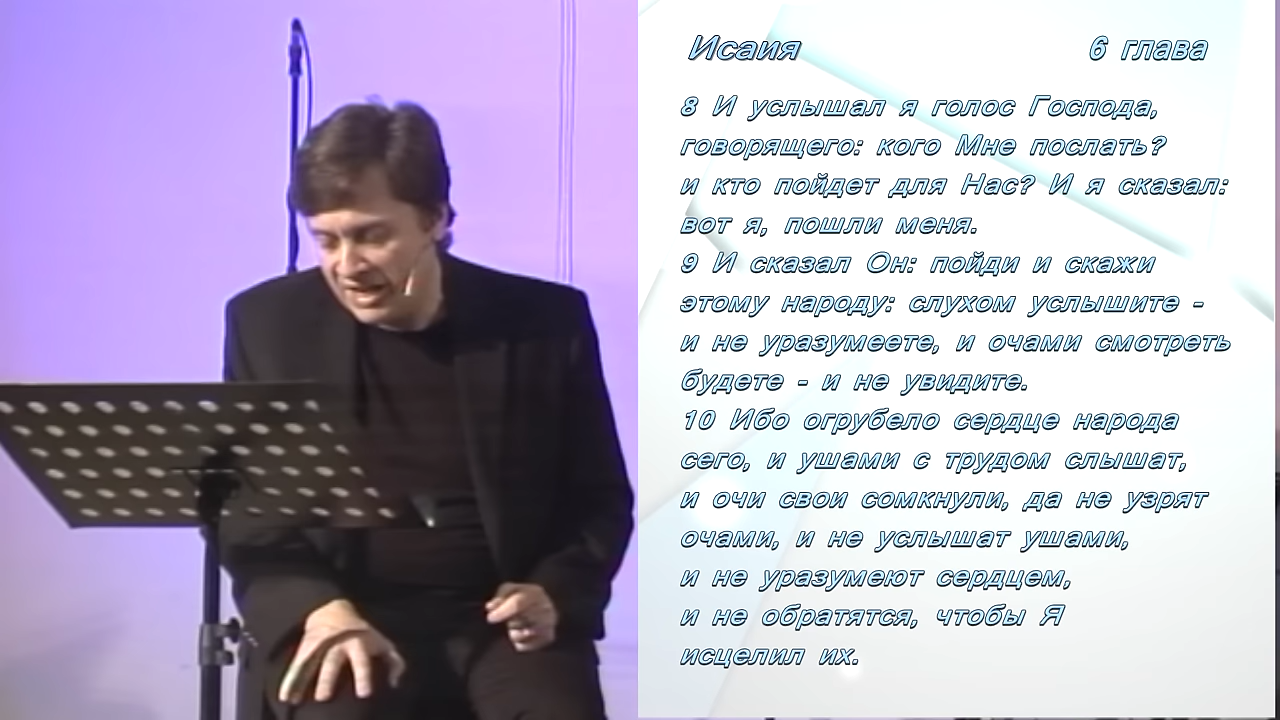 Исаия 6 глава
8 И услышал я голос Господа,
говорящего: кого Мне послать?
и кто пойдет для Нас? И я сказал:
вот я, пошли меня.
9 И сказал Он: пойди и скажи
этому народу: слухом услышите -
и не уразумеете, и очами смотреть
будете - и не увидите.
10 Ибо огрубело сердце народа
сего, и ушами с трудом слышат,
и очи свои сомкнули, да не узрят
очами, и не услышат ушами,
и не уразумеют сердцем,
и не обратятся, чтобы Я
исцелил их.